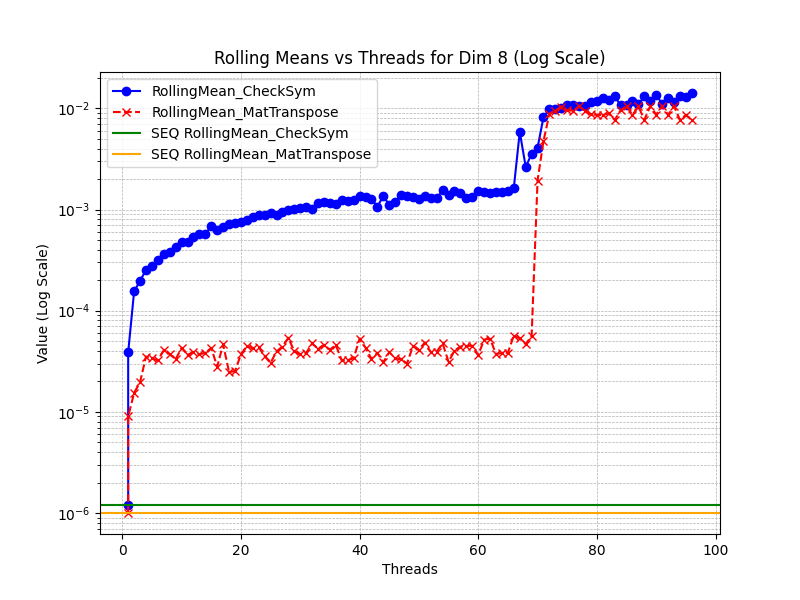 Rolling Means vs Threads for Dim 8 (Log Scale)
RollingMean_CheckSym
RollingMean_MatTranspose
SEQ RollingMean_CheckSym
SEQ RollingMean_MatTranspose
10⁻²
10⁻³
10⁻⁴
10⁻⁵
10⁻⁶
Value (Log Scale)
0 20 40 60 80 100
Threads